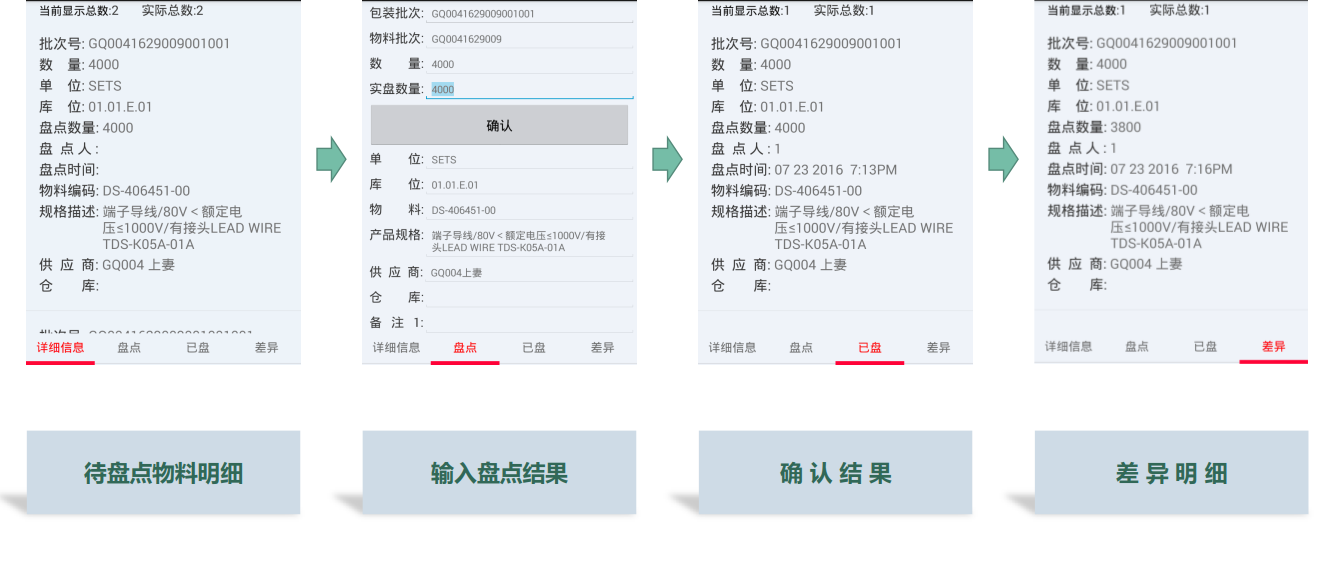 当前显示总数:2 实际总数:2
批次号: GQ0041629009001001
数 量: 4000
单 位: SETS
库 位: 01.01.E.01
盘点数量: 4000
盘 点 人 :
盘点时间:
物料编码: DS-406451-00
规格描述: 端子导线/80V < 额定电
压≤1000V/有接头LEAD WIRE
TDS-K05A-01A
供 应 商: GQ004 上妻
仓 库:
详细信息 盘点 已盘 差异
包装批次: GQ0041629009001001
物料批次: GQ0041629009
数 量: 4000
实盘数量: 4000
确认
单 位: SETS
库 位: 01.01.E.01
物 料: DS-406451-00
产品规格: 端子导线/80V < 额定电压≤1000V/有接
头LEAD WIRE TDS-K05A-01A
供 应 商: GQ004上妻
仓 库:
备 注 1:
详细信息 盘点 已盘 差异
当前显示总数:1 实际总数:1
批次号: GQ0041629009001001
数 量: 4000
单 位: SETS
库 位: 01.01.E.01
盘点数量: 4000
盘 点 人 : 1
盘点时间: 07 23 2016 7:13PM
物料编码: DS-406451-00
规格描述: 端子导线/80V < 额定电
压≤1000V/有接头LEAD WIRE
TDS-K05A-01A
供 应 商: GQ004 上妻
仓 库:
详细信息 盘点 已盘 差异
当前显示总数:1 实际总数:1
批次号: GQ0041629009001001
数 量: 4000
单 位: SETS
库 位: 01.01.E.01
盘点数量: 3800
盘 点 人 : 1
盘点时间: 07 23 2016 7:16PM
物料编码: DS-406451-00
规格描述: 端子导线/80V < 额定电
压≤1000V/有接头LEAD WIRE
TDS-K05A-01A
供 应 商: GQ004 上妻
仓 库:
详细信息 盘点 已盘 差异
待盘点物料明细
输入盘点结果
确 认 结 果
差 异 明 细